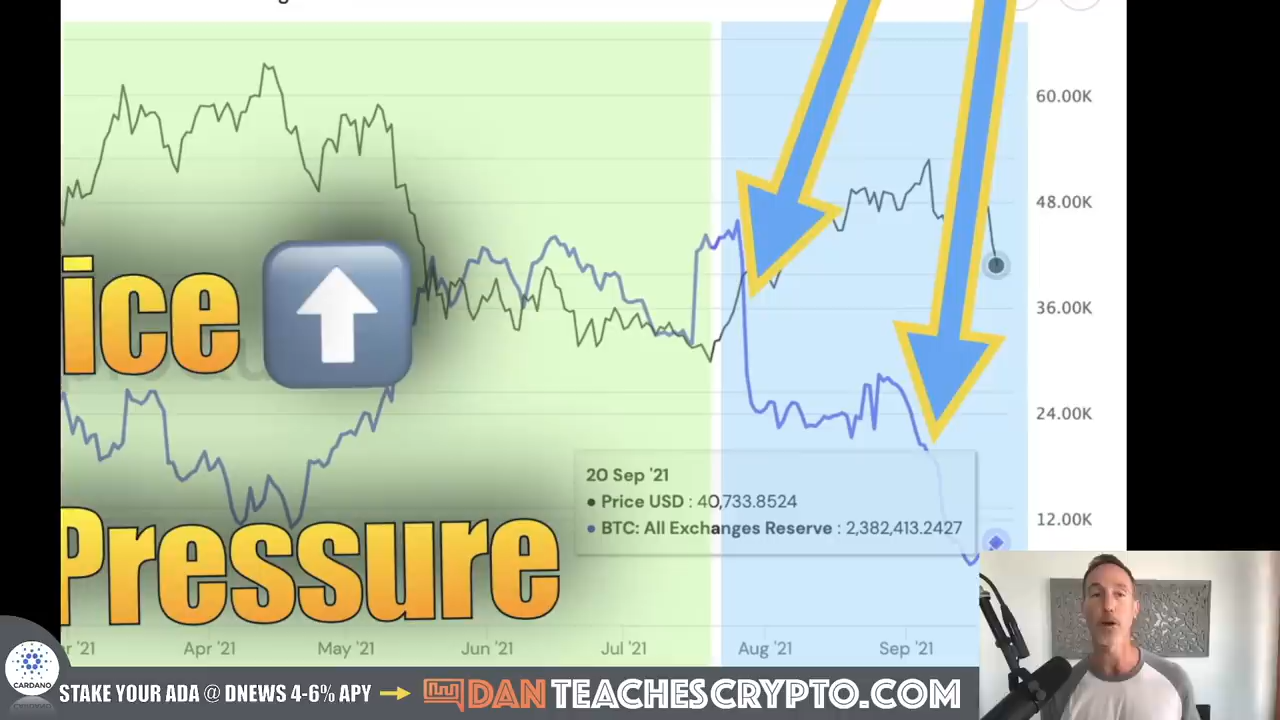 60.00K
48.00K
36.00K
24.00K
12.00K
ice
Pressure
20 Sep '21
● Price USD : 40,733.8524
● BTC: All Exchanges Reserve : 2,382,413.2427
Apr '21
May '21
Jun '21
Jul '21
Aug '21
Sep '21
CARDANO
STAKE YOUR ADA @ DNEWS 4-6% APY
DANTEACHESCRYPTO.COM